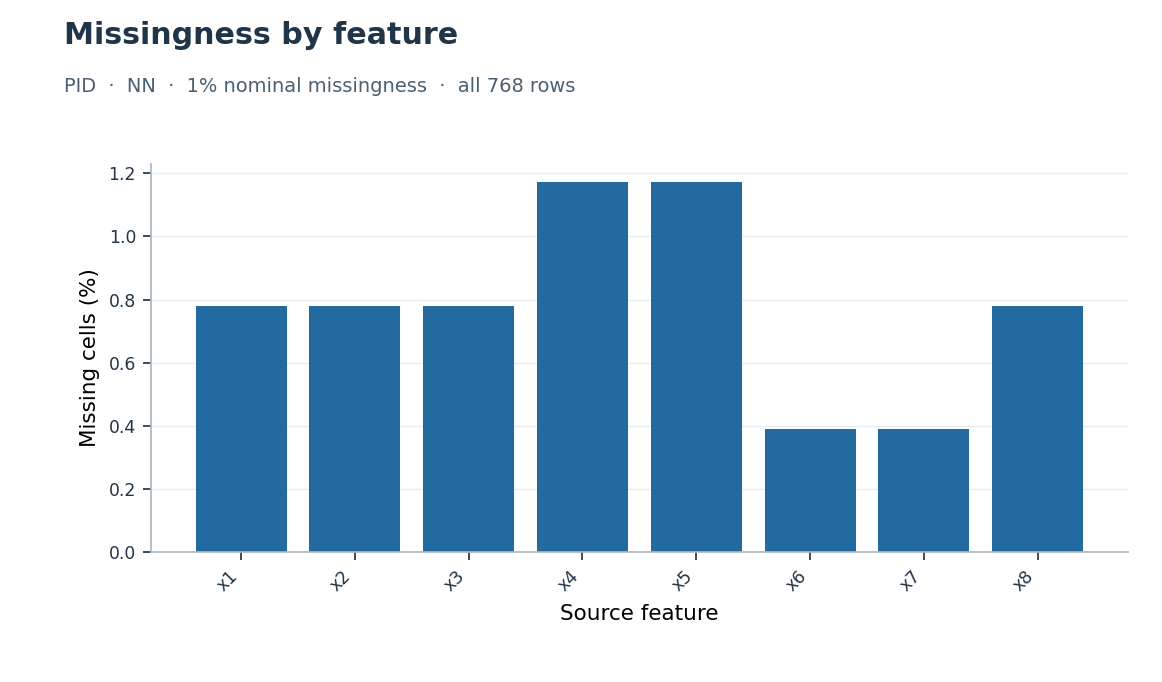 Missingness by feature
PID · NN · 1% nominal missingness · all 768 rows
Missing cells (%)
1.2
1.0
0.8
0.6
0.4
0.2
0.0
x1 x2 x3 x4 x5 x6 x7 x8
Source feature